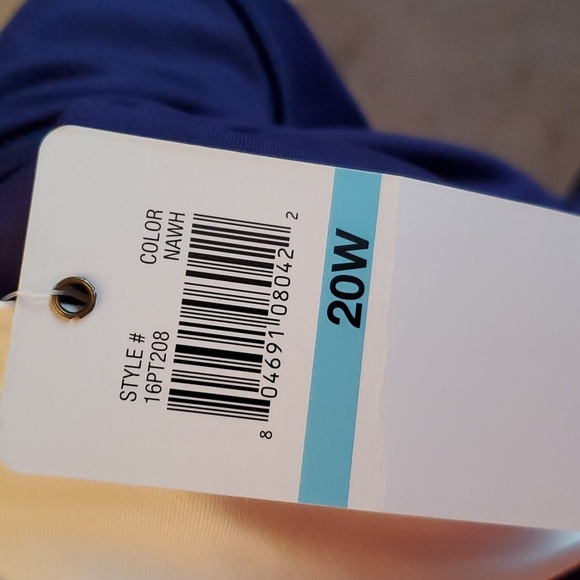 STYLE #
16PT208
COLOR
NAWH
8 04691 08042 2
20W